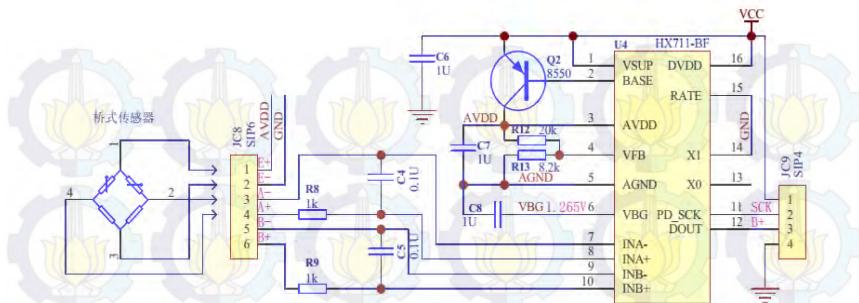 VCC
U4
HX711-BF
C6
1U
Q2
8550
1
VSUP
DVDD
16
2
BASE
RATE
15
桥式传感器
JC8
SIP6
AVDD
GND
AVDD
R12
20k
3
AVDD
GND
C7
1U
R13
8.2k
4
VFB
X1
14
JC9
SIP4
1
E+
1
E-
2
A-
3
A+
4
B-
5
B+
6
4
2
3
R8
1k
C4
0.1U
AGND
5
AGND
X0
13
C8
1U
VBG
1.265V
6
VBG
PD_SCK
11
SCK
DOUT
12
B+
1
2
3
4
7
INA-
8
INA+
9
INB-
10
INB+
C5
0.1U
R9
1k